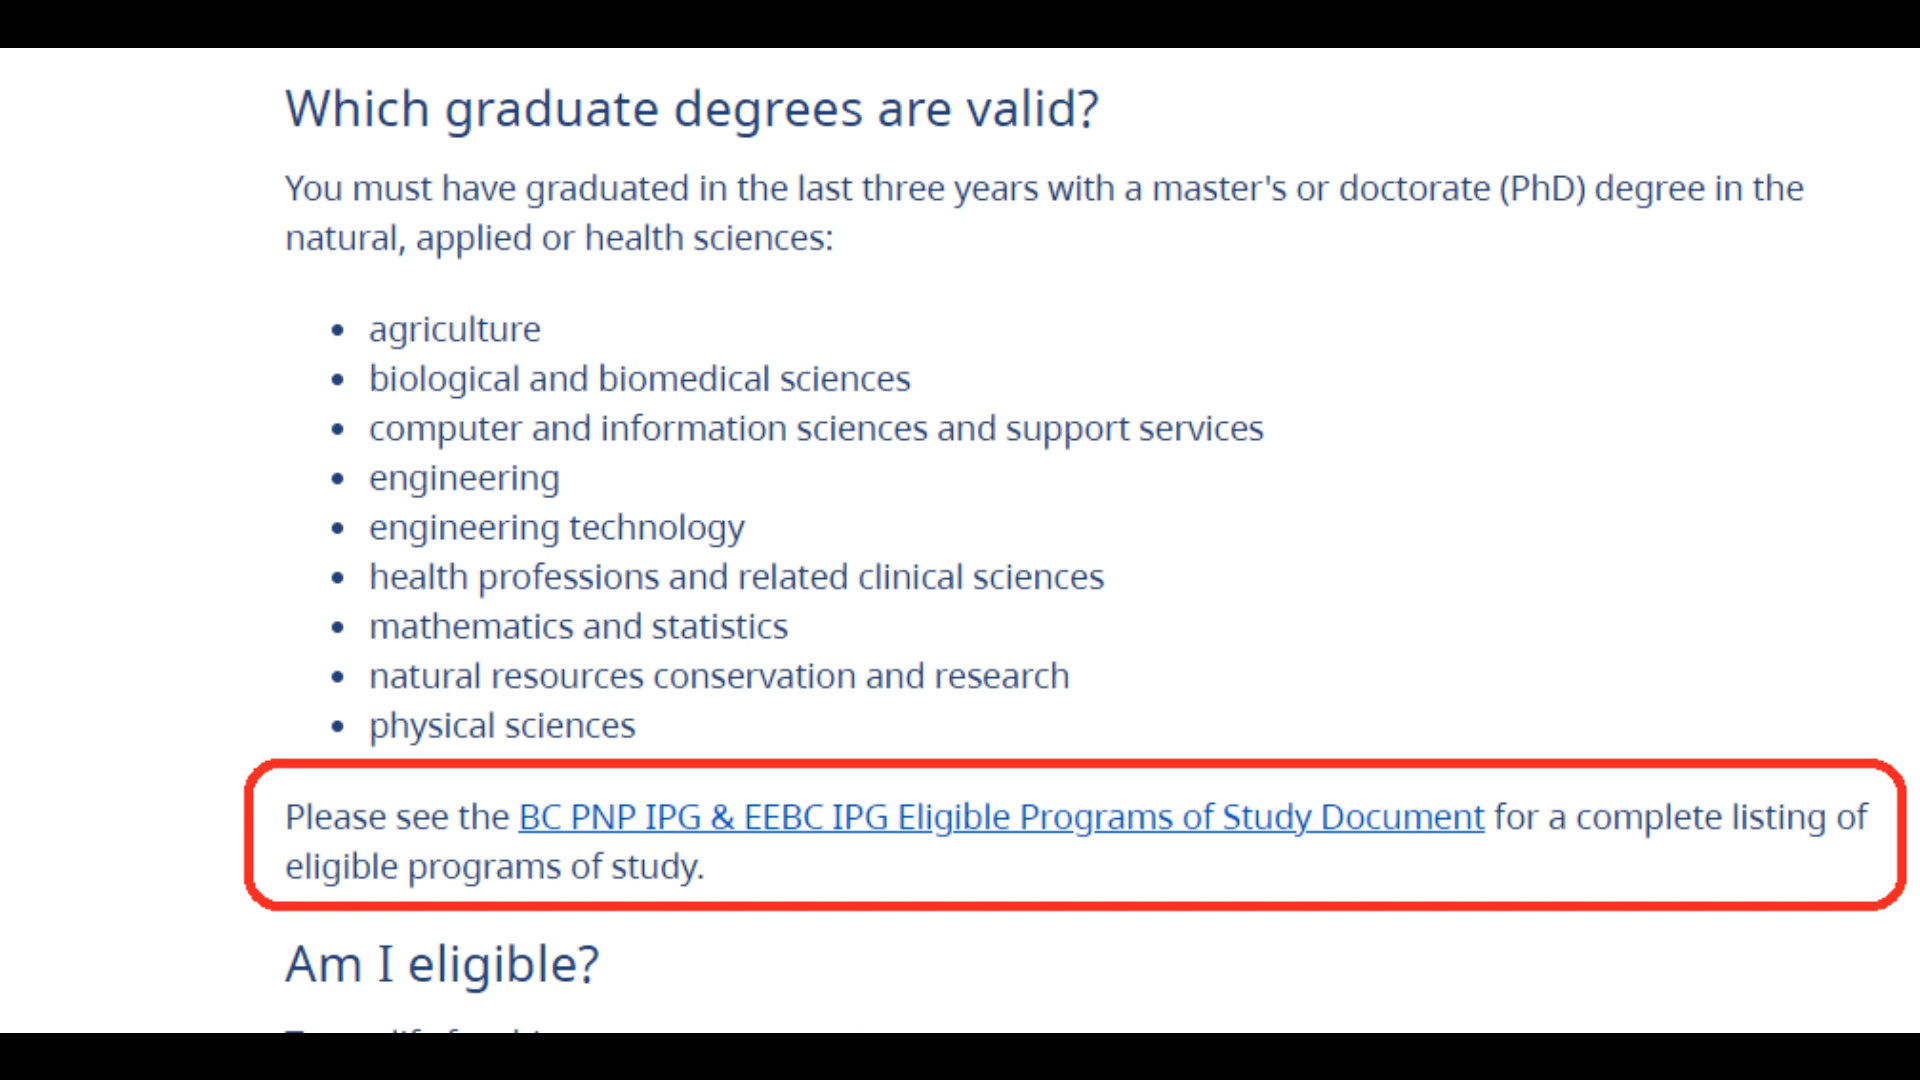 Which graduate degrees are valid?
You must have graduated in the last three years with a master's or doctorate (PhD) degree in the
natural, applied or health sciences:
agriculture
biological and biomedical sciences
computer and information sciences and support services
engineering
engineering technology
health professions and related clinical sciences
mathematics and statistics
natural resources conservation and research
physical sciences
Please see the BC PNP IPG & EEBC IPG Eligible Programs of Study Document for a complete listing of
eligible programs of study.
Am I eligible?